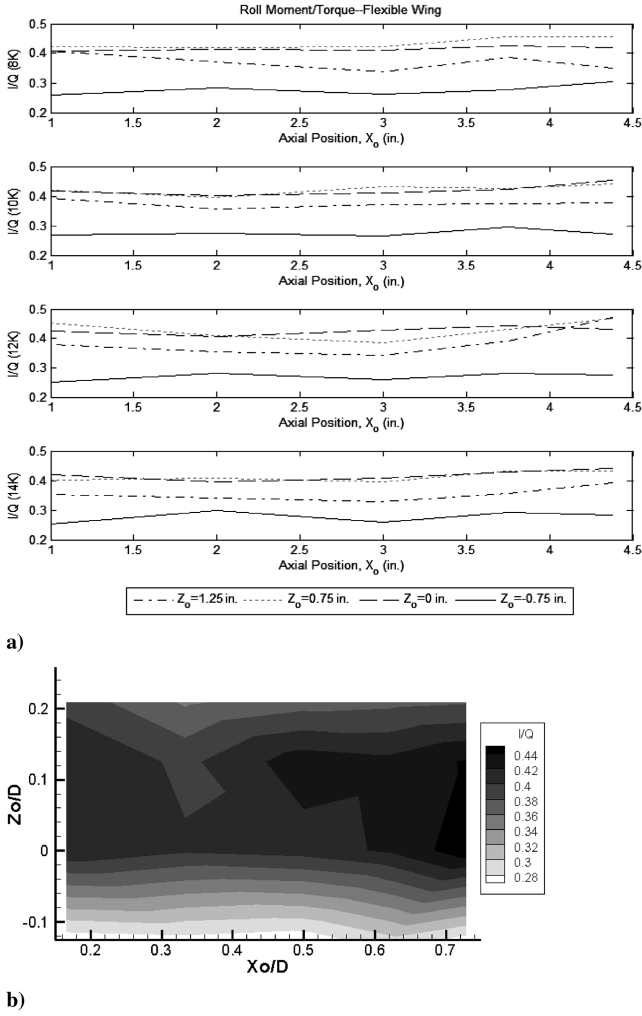 Roll Moment/Torque--Flexible Wing
I/Q (8K)
0.5
0.4
0.3
0.2
1 1.5 2 2.5 3 3.5 4 4.5
Axial Position, Xo (in.)
I/Q (10K)
0.5
0.4
0.3
0.2
1 1.5 2 2.5 3 3.5 4 4.5
Axial Position, Xo (in.)
I/Q (12K)
0.5
0.4
0.3
0.2
1 1.5 2 2.5 3 3.5 4 4.5
Axial Position, Xo (in.)
I/Q (14K)
0.5
0.4
0.3
0.2
1 1.5 2 2.5 3 3.5 4 4.5
Axial Position, Xo (in.)
Zo=1.25 in. Zo=0.75 in. Zo=0 in. Zo=-0.75 in.
a)
Zo/D
0.2
0.1
0
-0.1
0.2 0.3 0.4 0.5 0.6 0.7
Xo/D
I/Q
0.44
0.42
0.4
0.38
0.36
0.34
0.32
0.3
0.28
b)